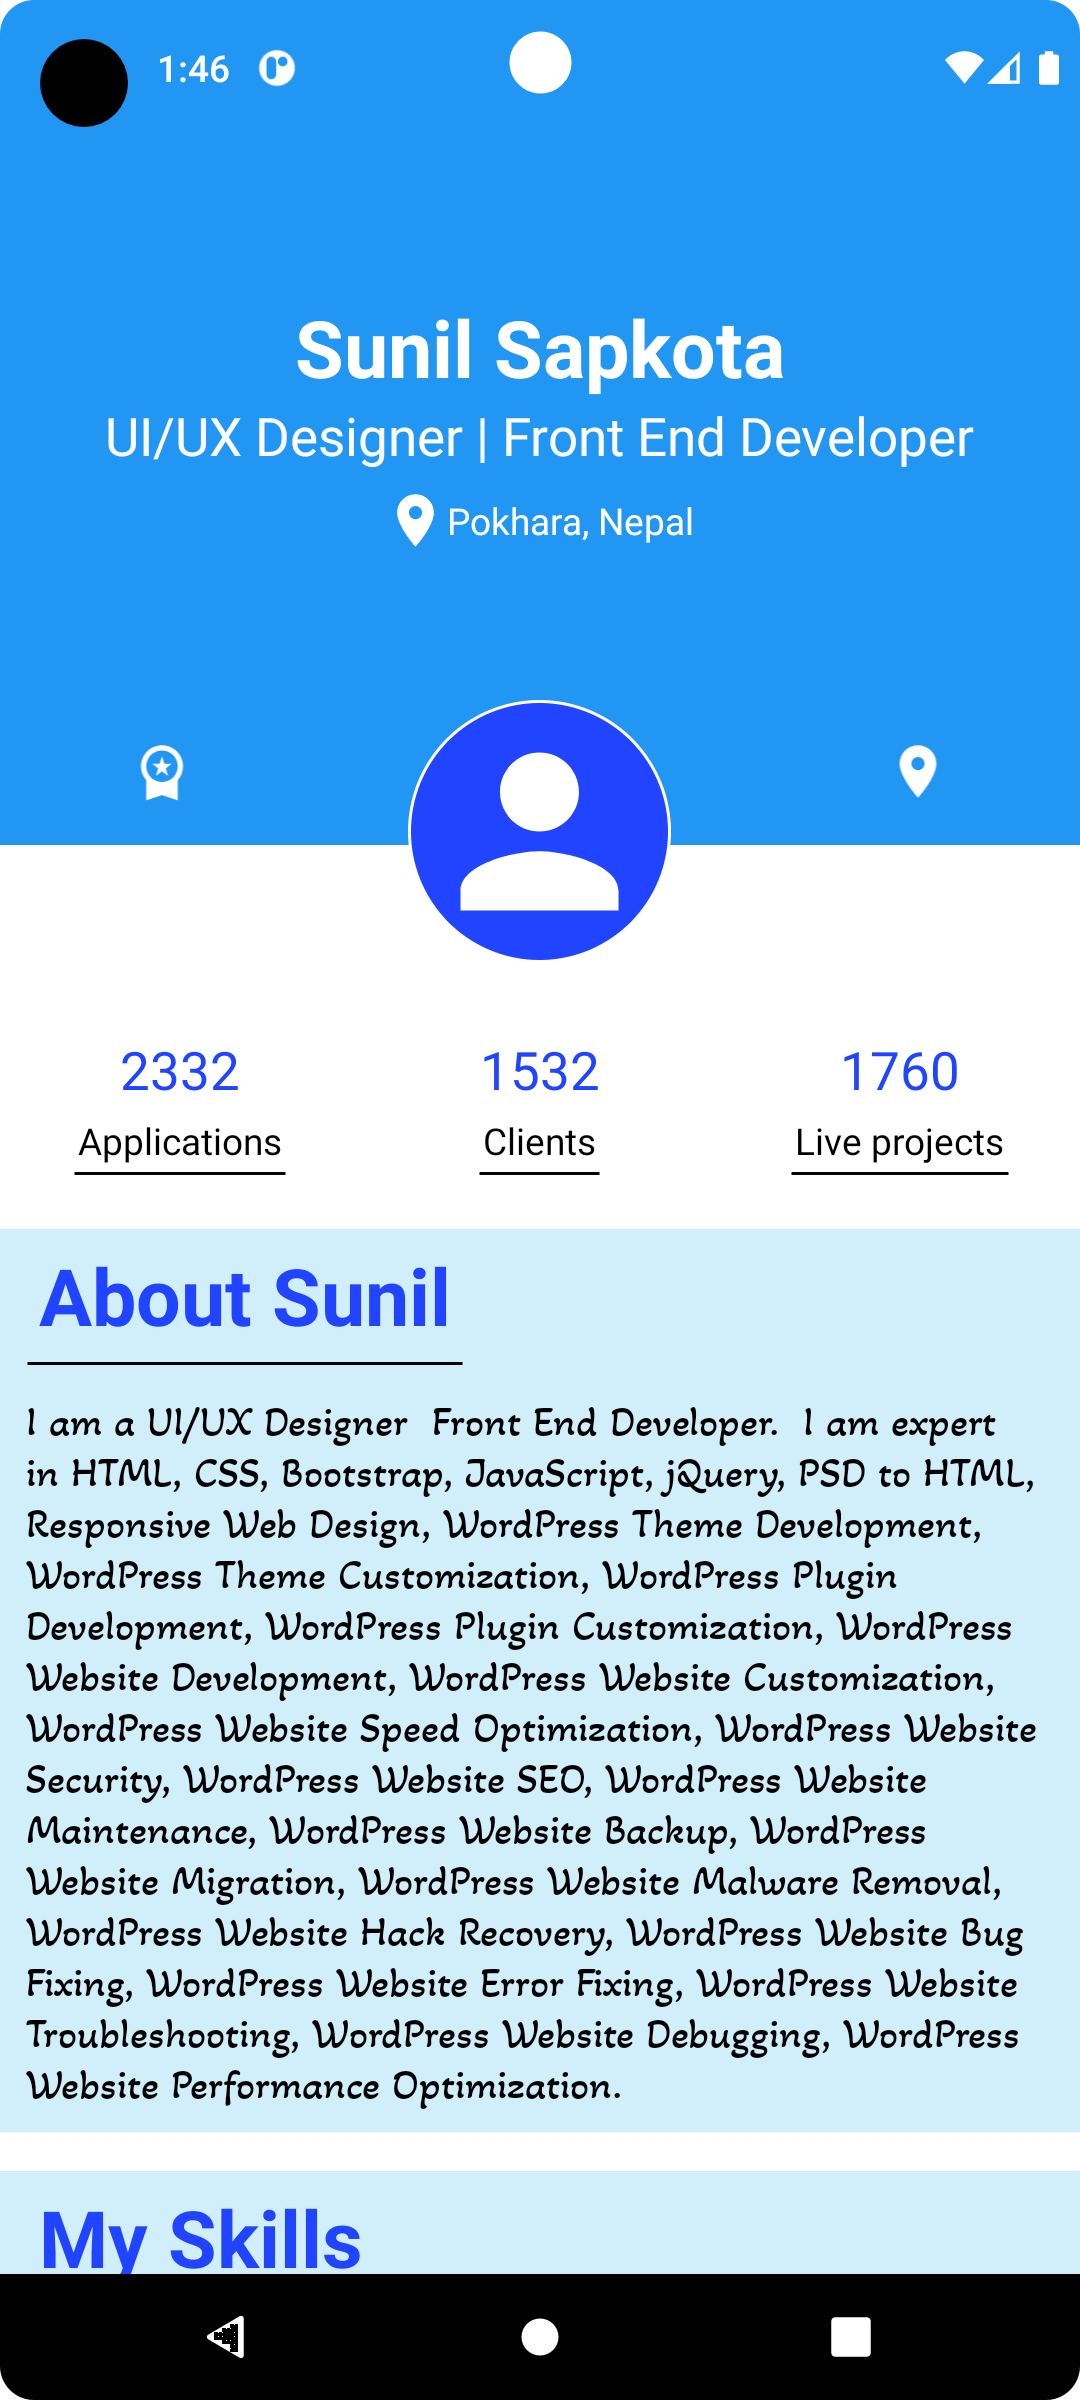 1:46
Sunil Sapkota
UI/UX Designer | Front End Developer
Pokhara, Nepal
2332 1532 1760
Applications Clients Live projects
About Sunil
I am a UI/UX Designer  Front End Developer.  I am expert
in HTML, CSS, Bootstrap, JavaScript, jQuery, PSD to HTML,
Responsive Web Design, WordPress Theme Development,
WordPress Theme Customization, WordPress Plugin
Development, WordPress Plugin Customization, WordPress
Website Development, WordPress Website Customization,
WordPress Website Speed Optimization, WordPress Website
Security, WordPress Website SEO, WordPress Website
Maintenance, WordPress Website Backup, WordPress
Website Migration, WordPress Website Malware Removal,
WordPress Website Hack Recovery, WordPress Website Bug
Fixing, WordPress Website Error Fixing, WordPress Website
Troubleshooting, WordPress Website Debugging, WordPress
Website Performance Optimization.
My Skills